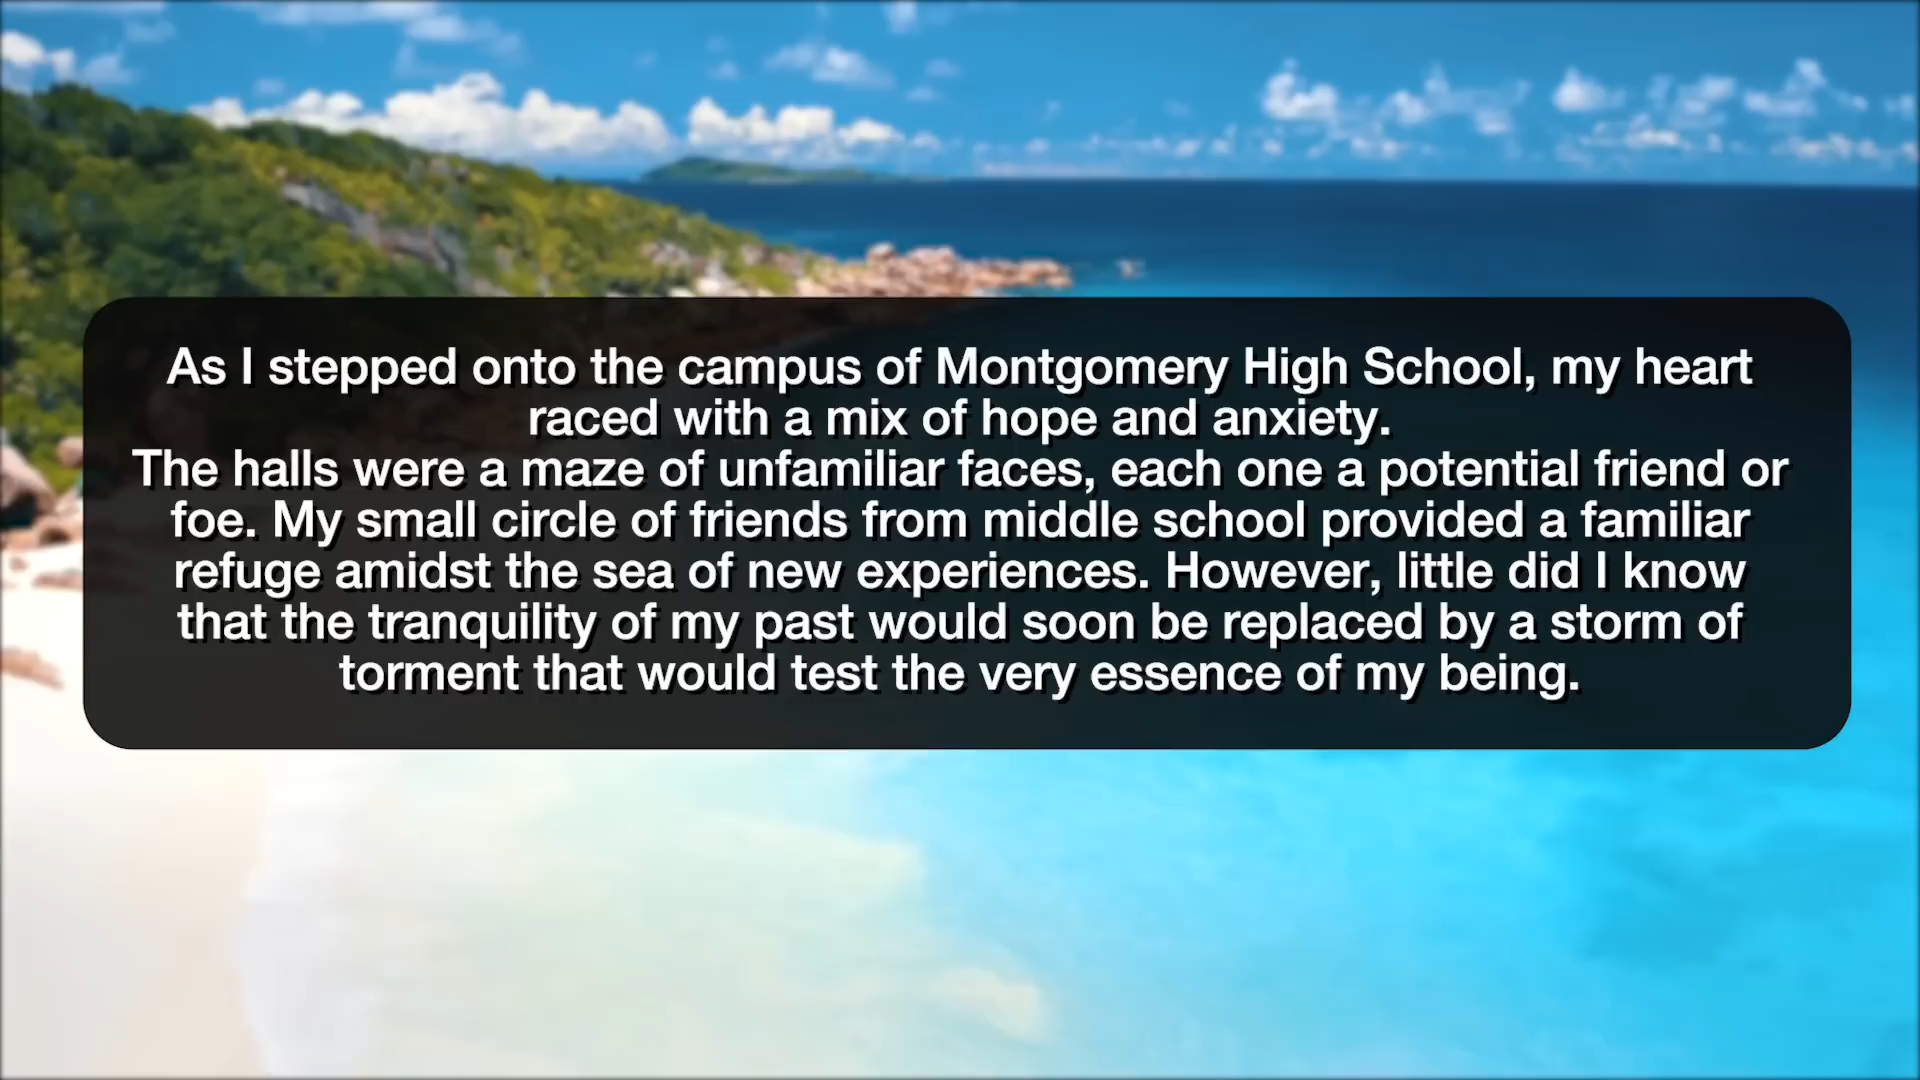 As I stepped onto the campus of Montgomery High School, my heart
raced with a mix of hope and anxiety.
The halls were a maze of unfamiliar faces, each one a potential friend or
foe. My small circle of friends from middle school provided a familiar
refuge amidst the sea of new experiences. However, little did I know
that the tranquility of my past would soon be replaced by a storm of
torment that would test the very essence of my being.